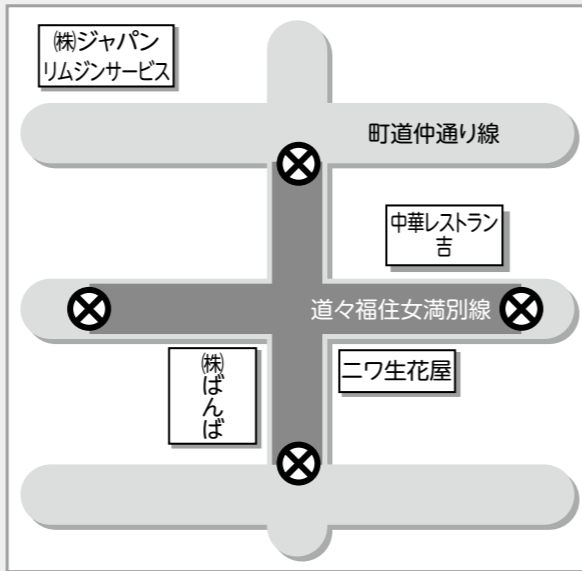 ㈱ジャパン
リムジンサービス
町道仲通り線
中華レストラン
吉
道々福住女満別線
㈱ばんば
ニワ生花屋